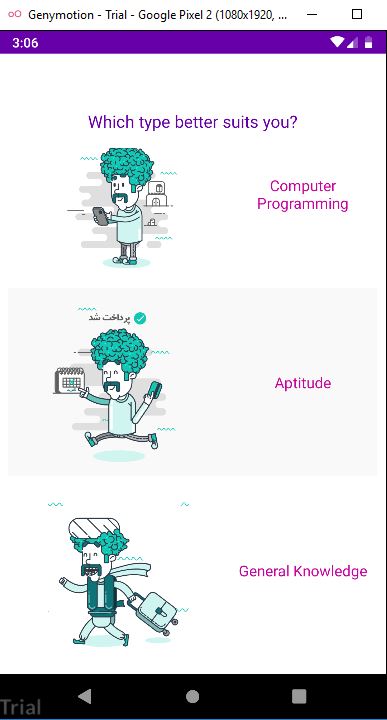 Genymotion - Trial - Google Pixel 2 (1080x1920, ...
3:06
Which type better suits you?
Computer
Programming
پرداخت شد
Aptitude
General Knowledge
Trial